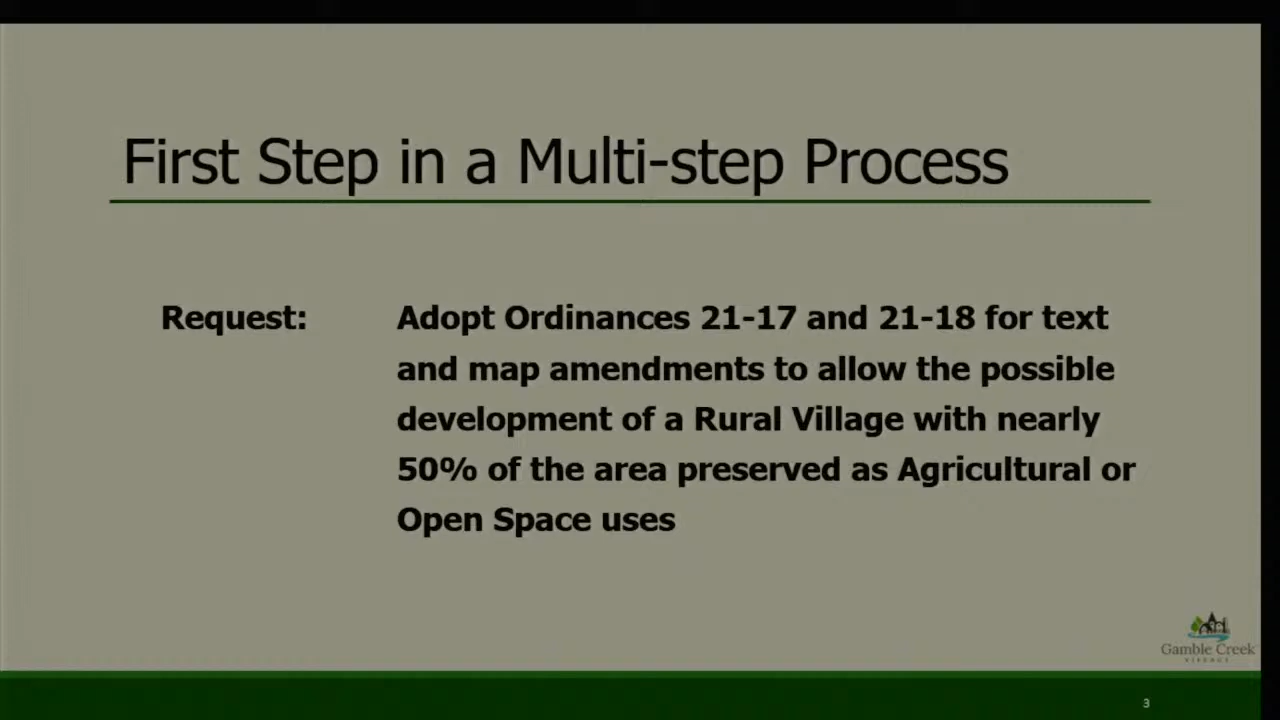 First Step in a Multi-step Process
Request: Adopt Ordinances 21-17 and 21-18 for text
and map amendments to allow the possible
development of a Rural Village with nearly
50% of the area preserved as Agricultural or
Open Space uses
Gamble Creek
VILLAGE
3